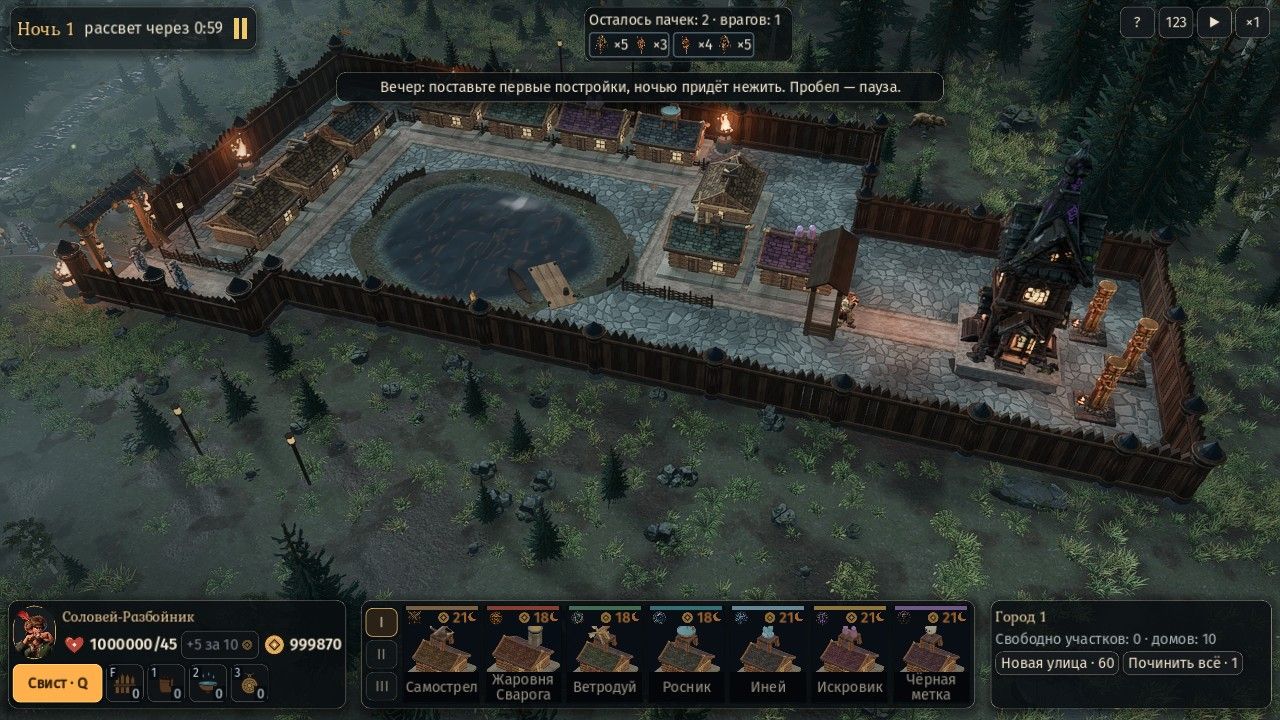 Ночь 1 рассвет через 0:59
Осталось пачек: 2 · врагов: 1
×5 ×3 ×4 ×5
? 123 ×1
Вечер: поставьте первые постройки, ночью придёт нежить. Пробел — пауза.
Соловей-Разбойник
1000000/45 +5 за 10 999870
Свист · Q
F 0 1 0 2 0 3 0
I
II
III
21 18 18 18 21 21 21
Самострел
Жаровня Сварога
Ветродуй
Росник
Иней
Искровик
Чёрная метка
Город 1
Свободно участков: 0 · домов: 10
Новая улица · 60 Починить всё · 1